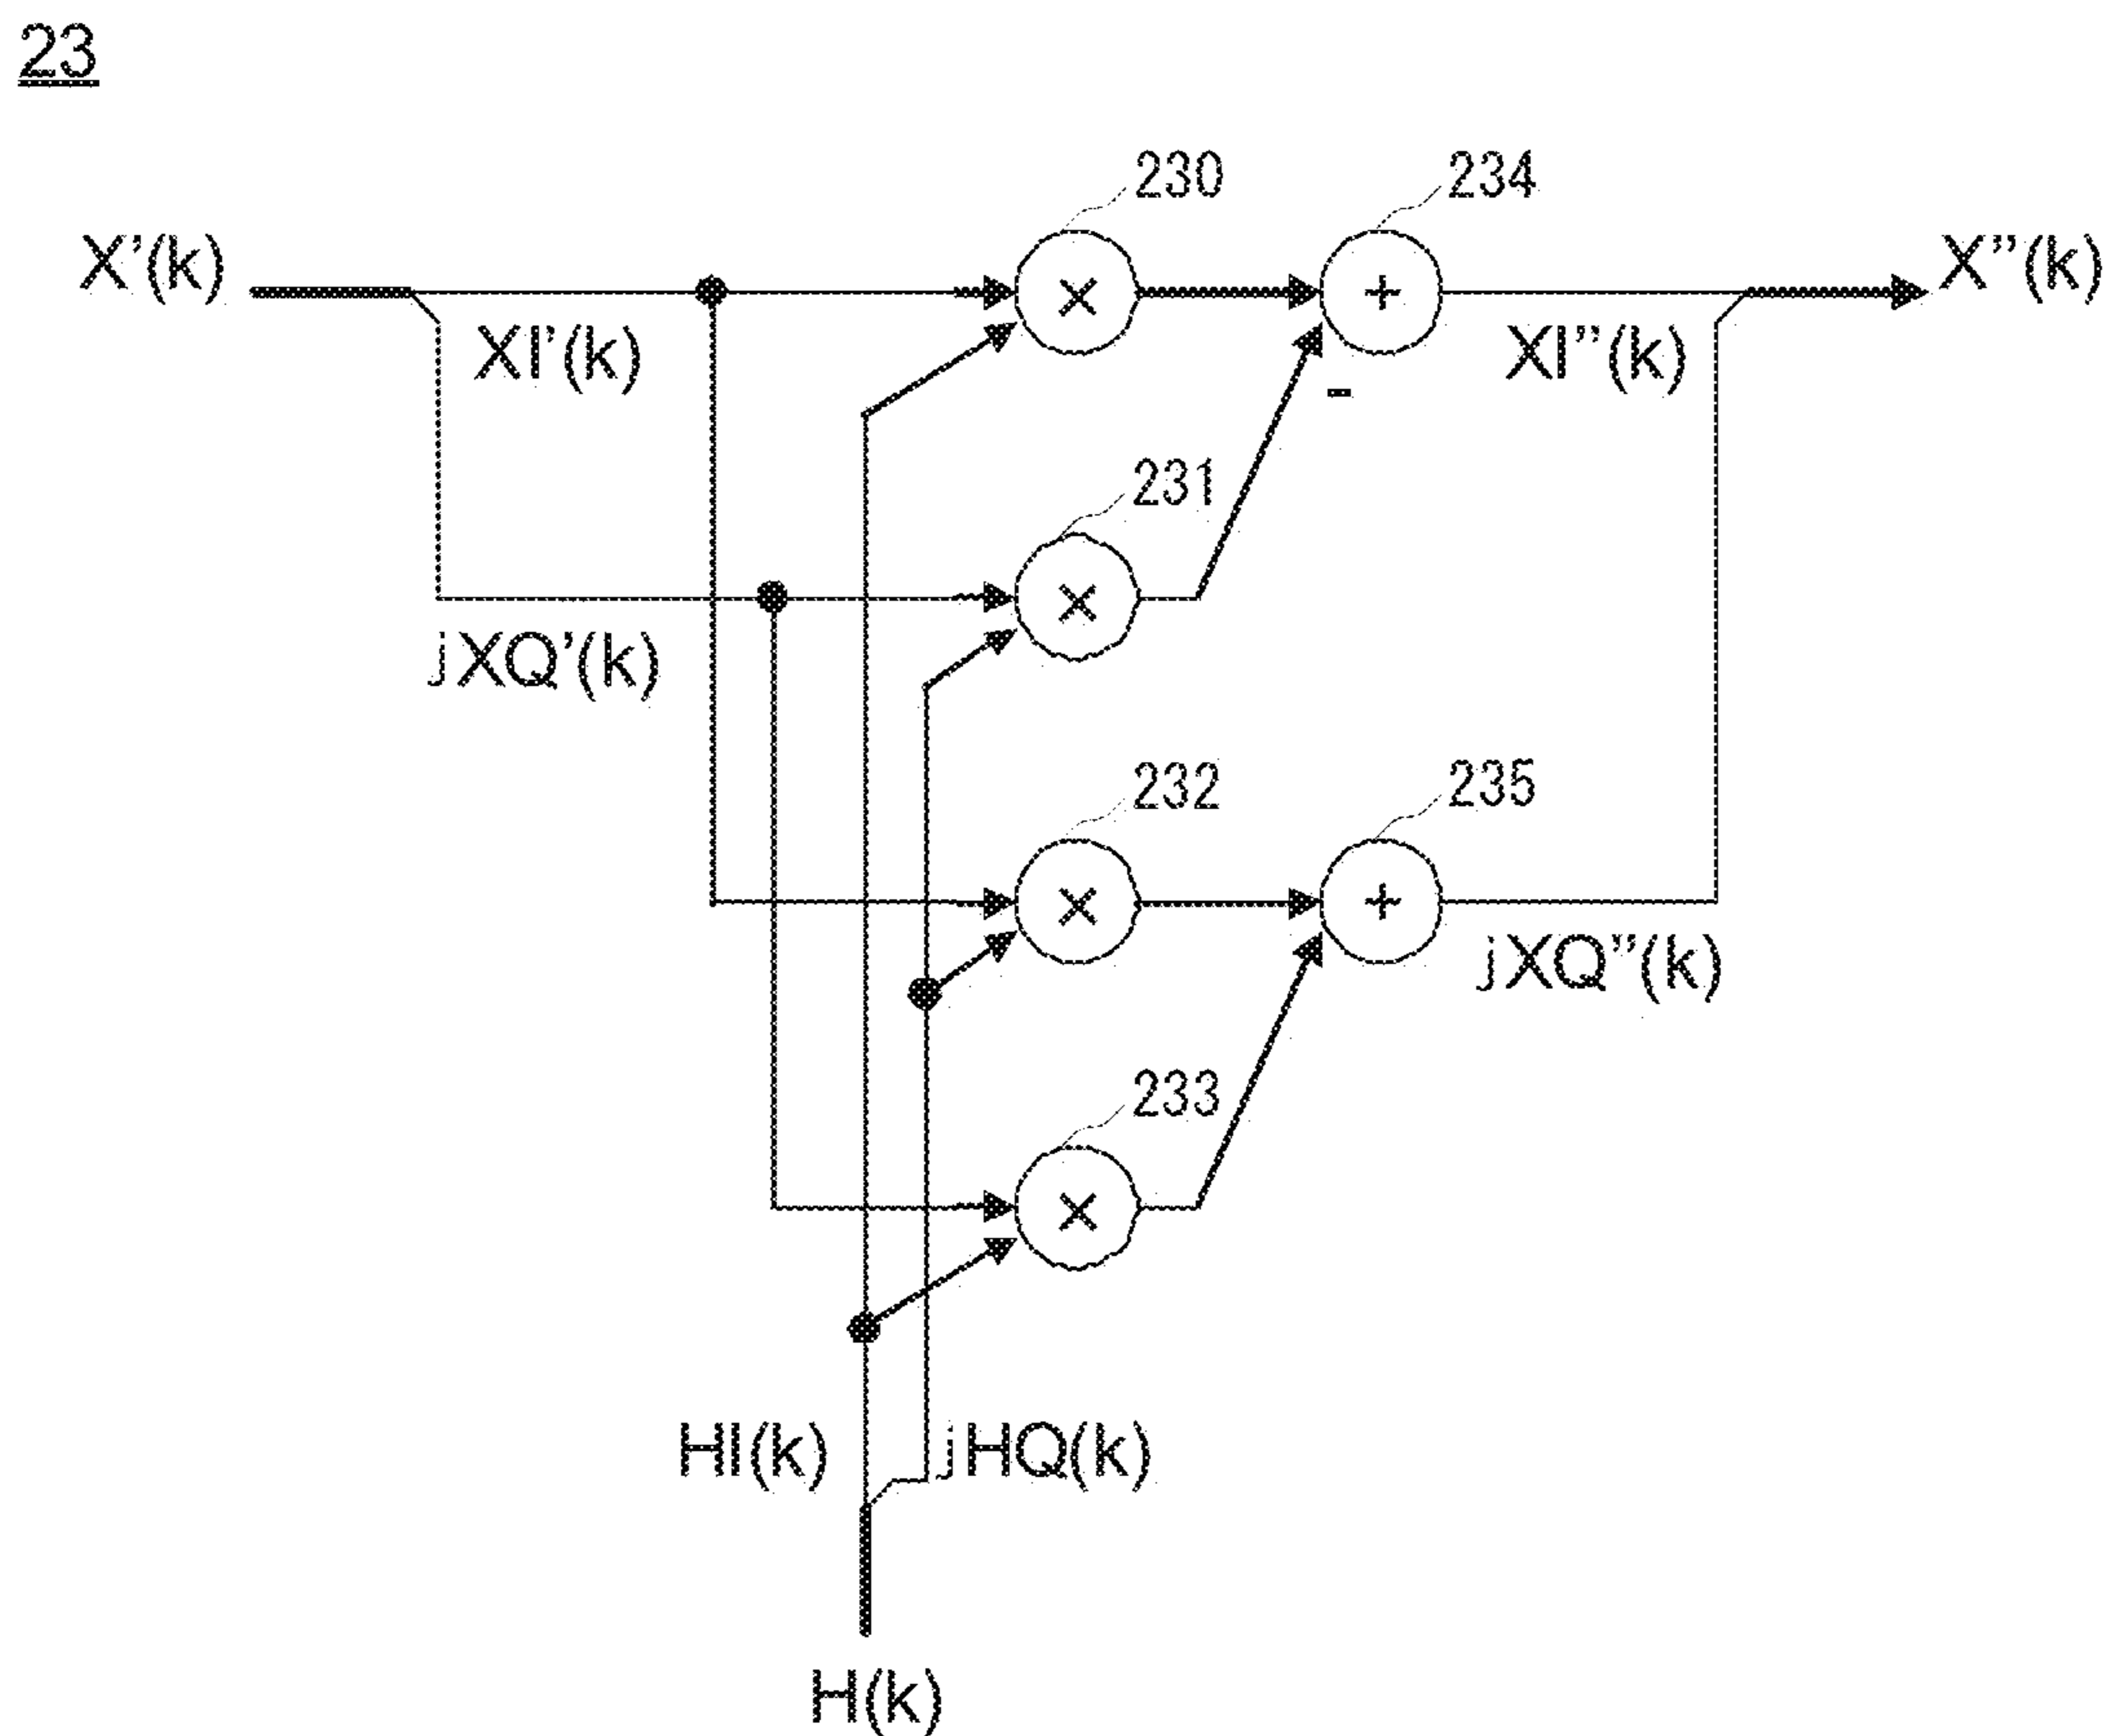 23
230
234
X’(k)
X’’(k)
XI’(k)
XI’’(k)
-
231
jXQ’(k)
232
235
jXQ’’(k)
233
HI(k)
jHQ(k)
H(k)
×
+
×
×
+
×